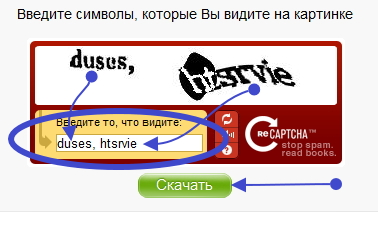 Введите символы, которые Вы видите на картинке
duses, htsrvie
Введите то, что видите:
duses, htsrvie
?
reCAPTCHA™
stop spam.
read books.
Скачать